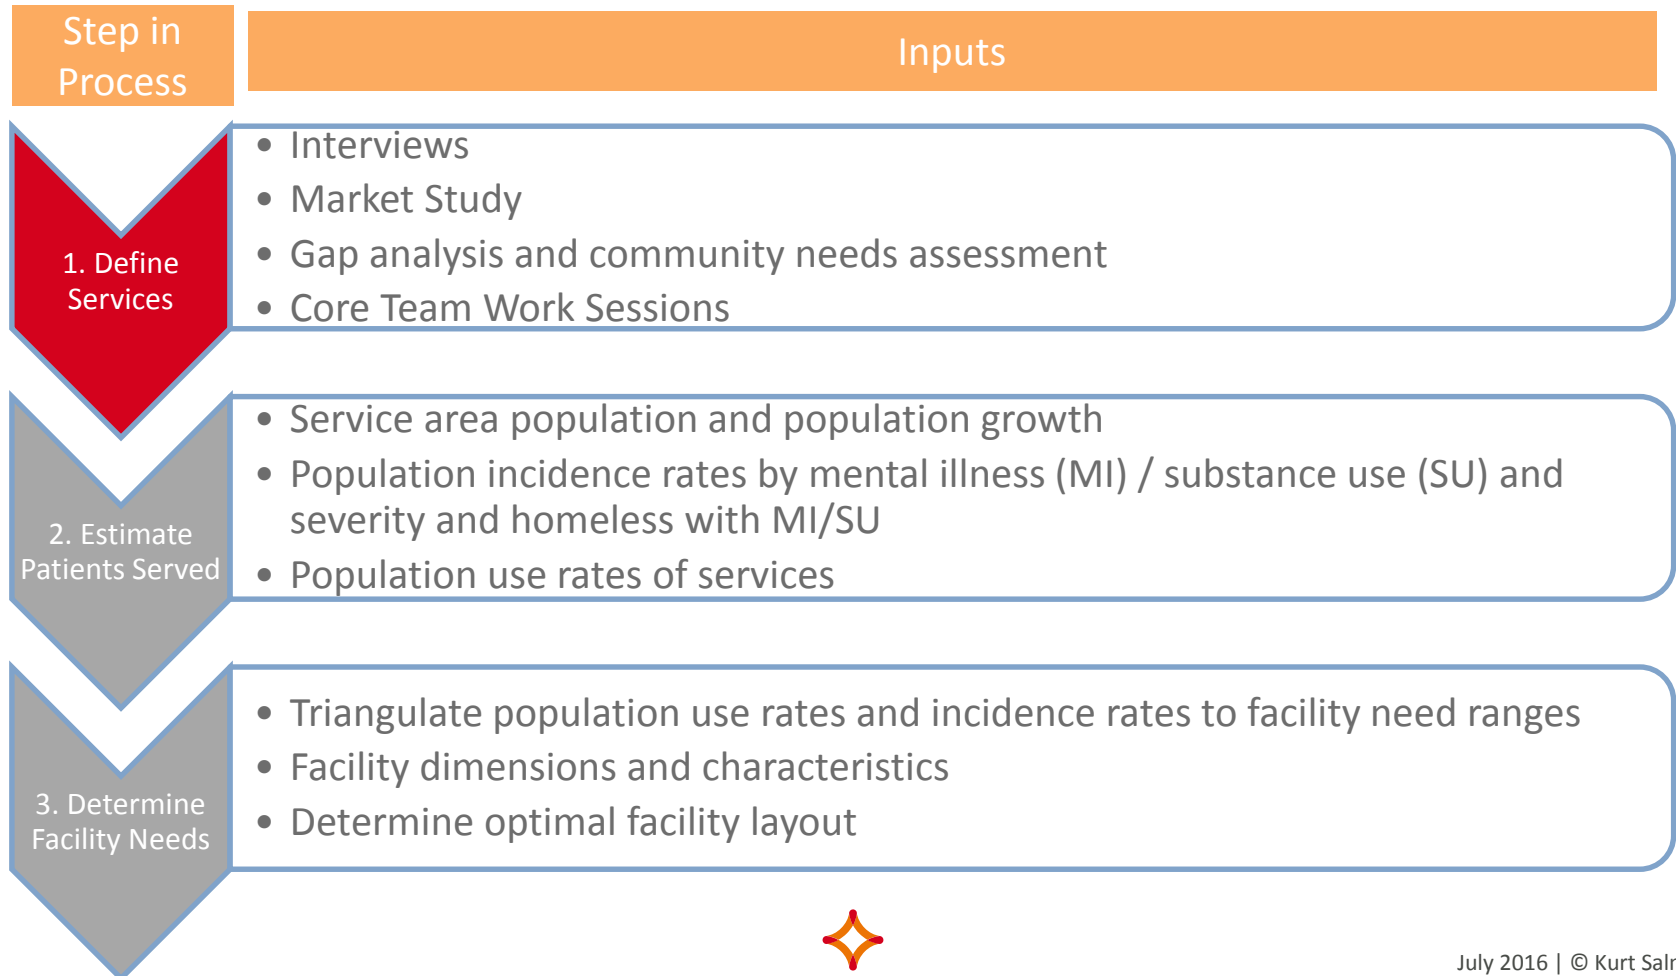 Step in
Process
Inputs
1. Define
Services
• Interviews
• Market Study
• Gap analysis and community needs assessment
• Core Team Work Sessions
2. Estimate
Patients Served
• Service area population and population growth
• Population incidence rates by mental illness (MI) / substance use (SU) and
severity and homeless with MI/SU
• Population use rates of services
3. Determine
Facility Needs
• Triangulate population use rates and incidence rates to facility need ranges
• Facility dimensions and characteristics
• Determine optimal facility layout
July 2016 | © Kurt